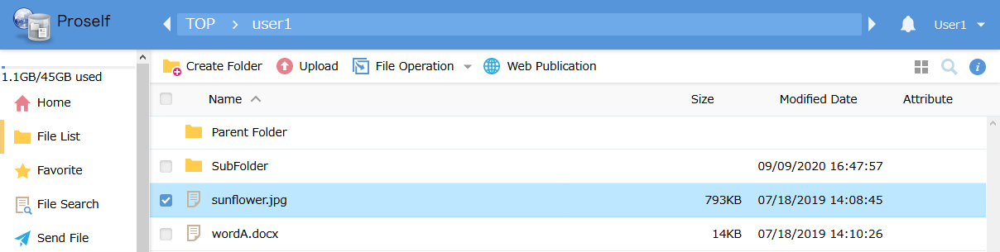 Proself
TOP > user1
User1
1.1GB/45GB used
Home
File List
Favorite
File Search
Send File
Create Folder Upload File Operation Web Publication
Name Size Modified Date Attribute
Parent Folder
SubFolder 09/09/2020 16:47:57
sunflower.jpg 793KB 07/18/2019 14:08:45
wordA.docx 14KB 07/18/2019 14:10:26